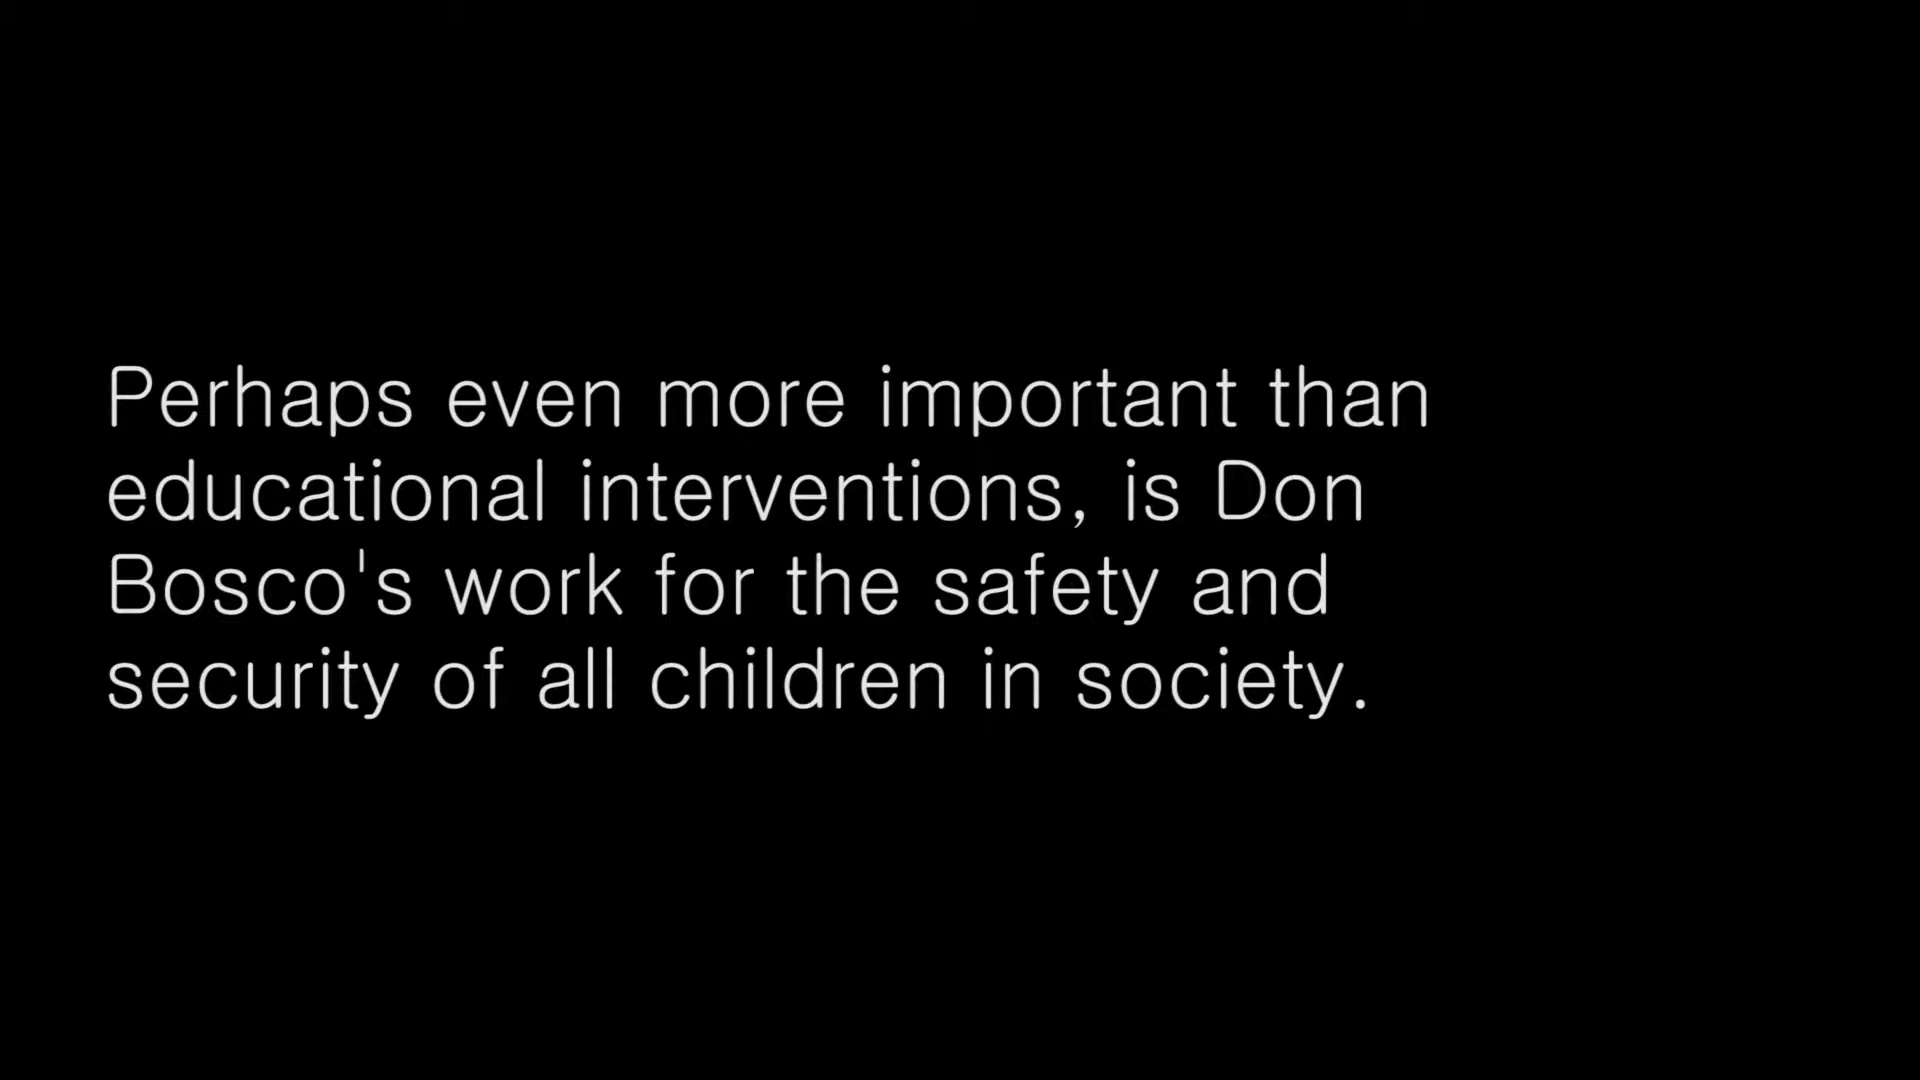 Perhaps even more important than
educational interventions, is Don
Bosco's work for the safety and
security of all children in society.